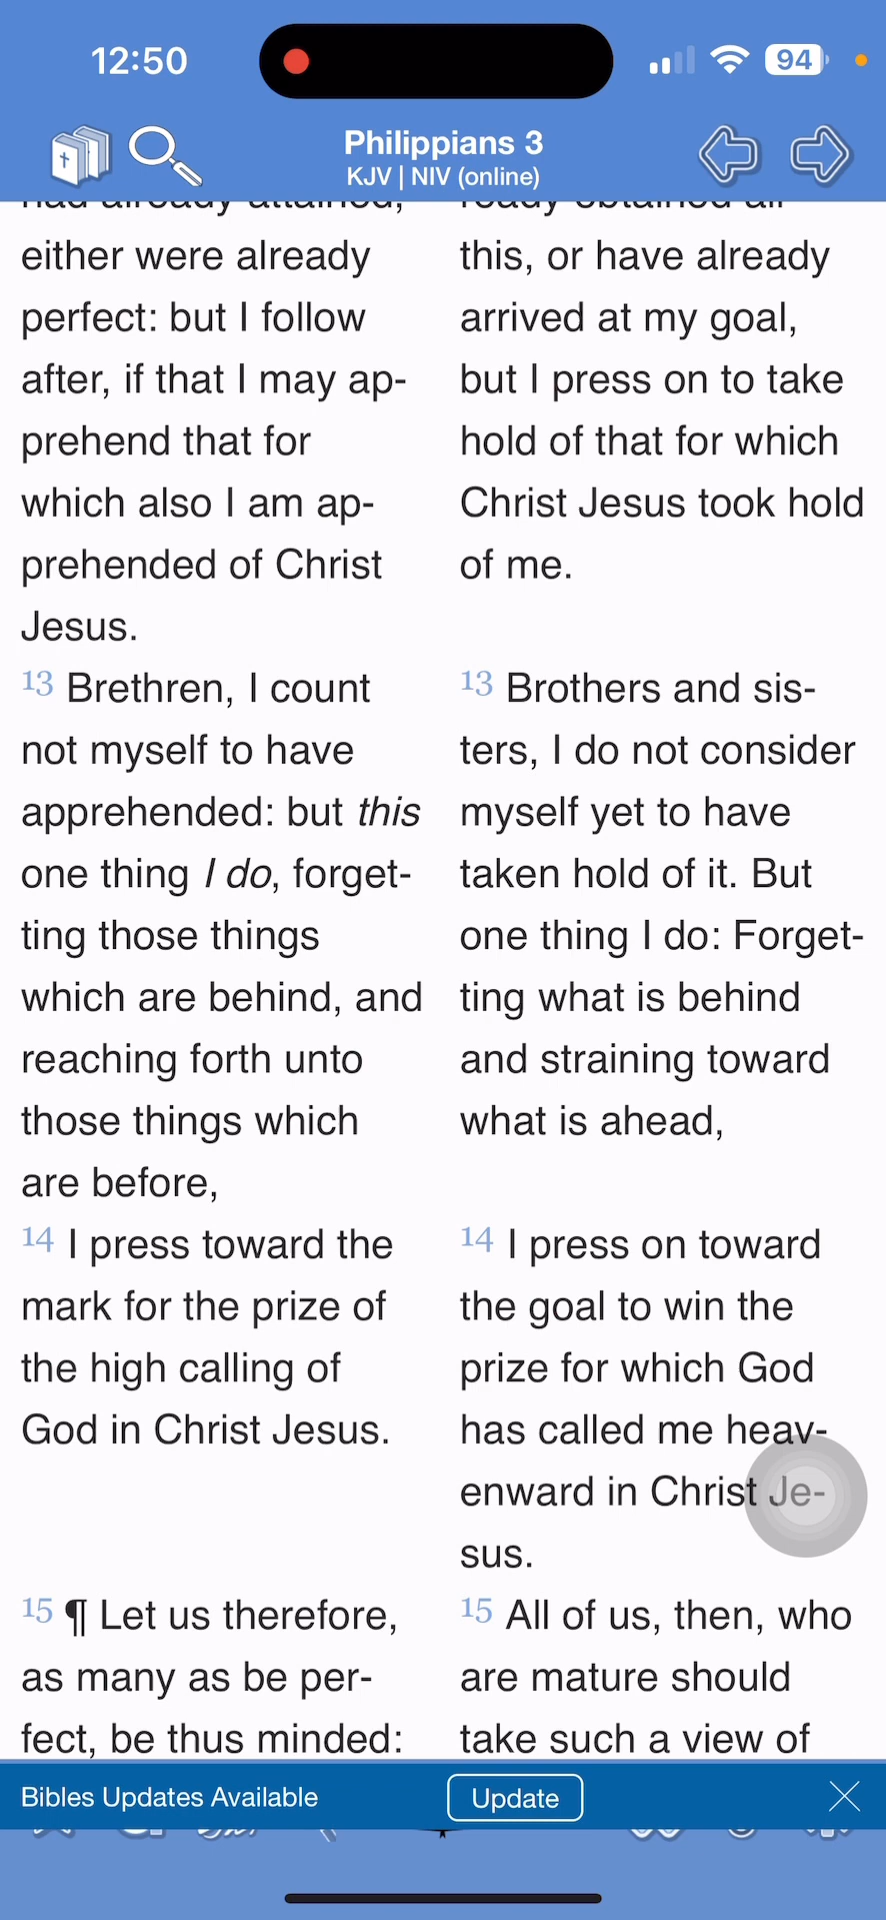 12:50
94
Philippians 3
KJV | NIV (online)
had already attained,
either were already
perfect: but I follow
after, if that I may ap-
prehend that for
which also I am ap-
prehended of Christ
Jesus.
13 Brethren, I count
not myself to have
apprehended: but this
one thing I do, forget-
ting those things
which are behind, and
reaching forth unto
those things which
are before,
14 I press toward the
mark for the prize of
the high calling of
God in Christ Jesus.
15 ¶ Let us therefore,
as many as be per-
fect, be thus minded:
ready obtained all
this, or have already
arrived at my goal,
but I press on to take
hold of that for which
Christ Jesus took hold
of me.
13 Brothers and sis-
ters, I do not consider
myself yet to have
taken hold of it. But
one thing I do: Forget-
ting what is behind
and straining toward
what is ahead,
14 I press on toward
the goal to win the
prize for which God
has called me heav-
enward in Christ Je-
sus.
15 All of us, then, who
are mature should
take such a view of
Bibles Updates Available
Update